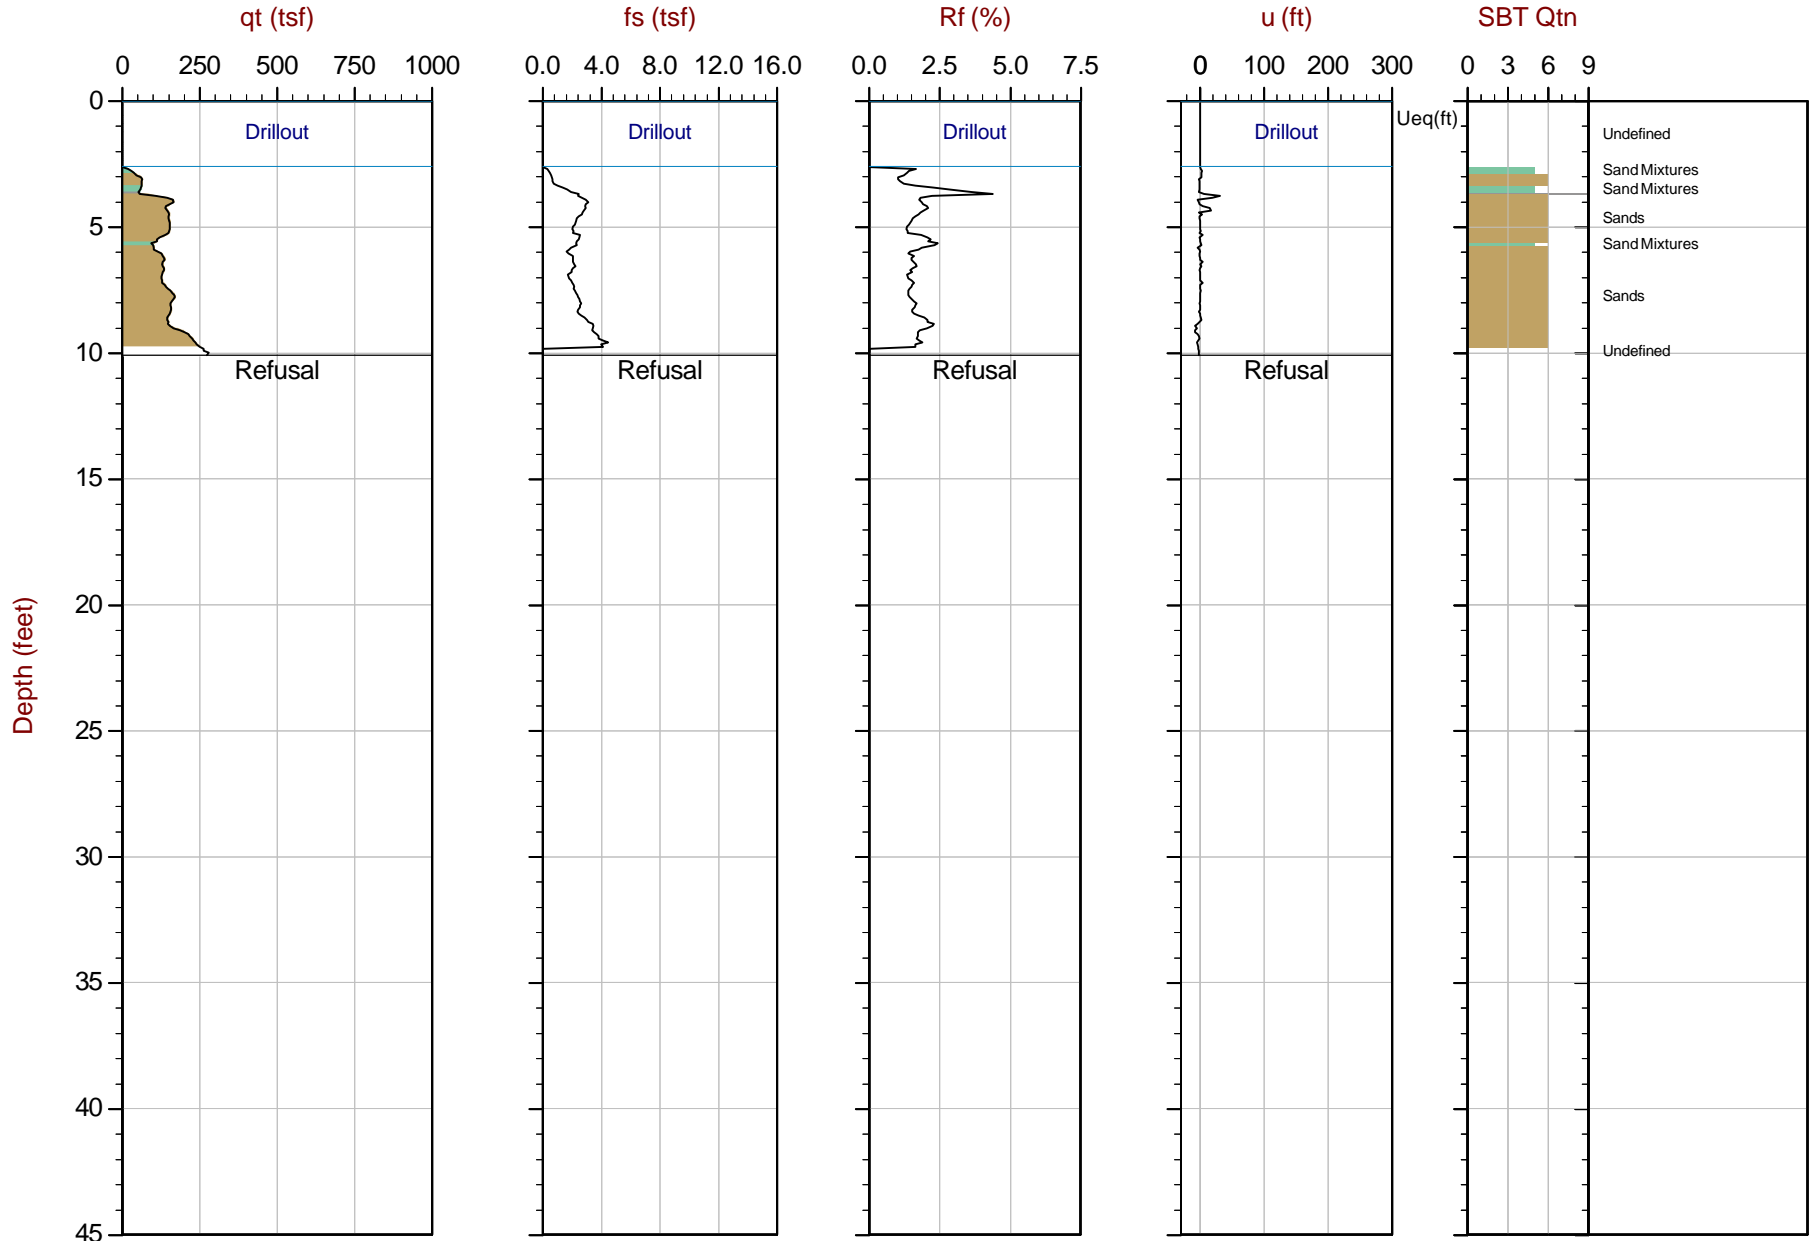 qt (tsf) fs (tsf) Rf (%) u (ft) SBT Qtn
0 250 500 750 1000 0.0 4.0 8.0 12.0 16.0 0.0 2.5 5.0 7.5 0 100 200 300 0 3 6 9
0
Ueq(ft)
Drillout Drillout Drillout Drillout Undefined
Sand Mixtures
Sand Mixtures
5 Sands
Sand Mixtures
Sands
10 Undefined
Refusal Refusal Refusal Refusal
15
20
Depth (feet)
25
30
35
40
45